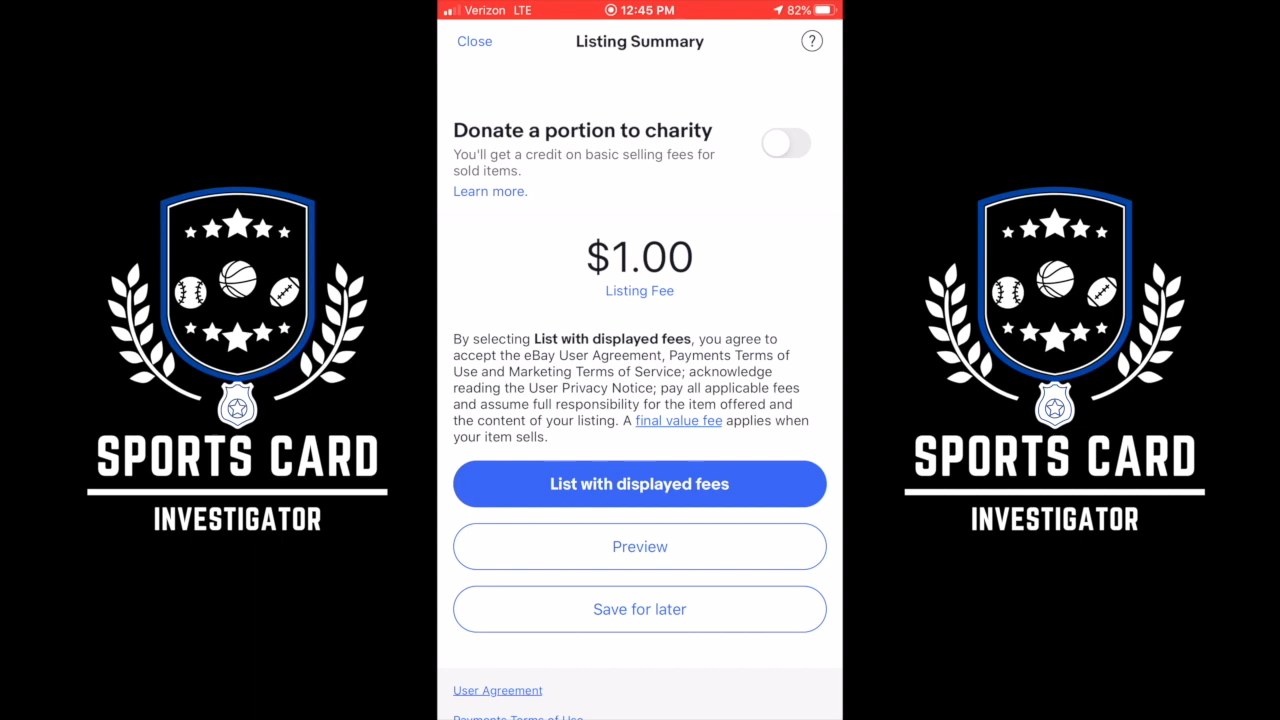 Verizon LTE 12:45 PM 82%
Close Listing Summary ?
Donate a portion to charity
You'll get a credit on basic selling fees for
sold items.
Learn more.
$1.00
Listing Fee
By selecting List with displayed fees, you agree to
accept the eBay User Agreement, Payments Terms of
Use and Marketing Terms of Service; acknowledge
reading the User Privacy Notice; pay all applicable fees
and assume full responsibility for the item offered and
the content of your listing. A final value fee applies when
your item sells.
List with displayed fees
Preview
Save for later
User Agreement
Payments Terms of Use
SPORTS CARD
INVESTIGATOR
SPORTS CARD
INVESTIGATOR